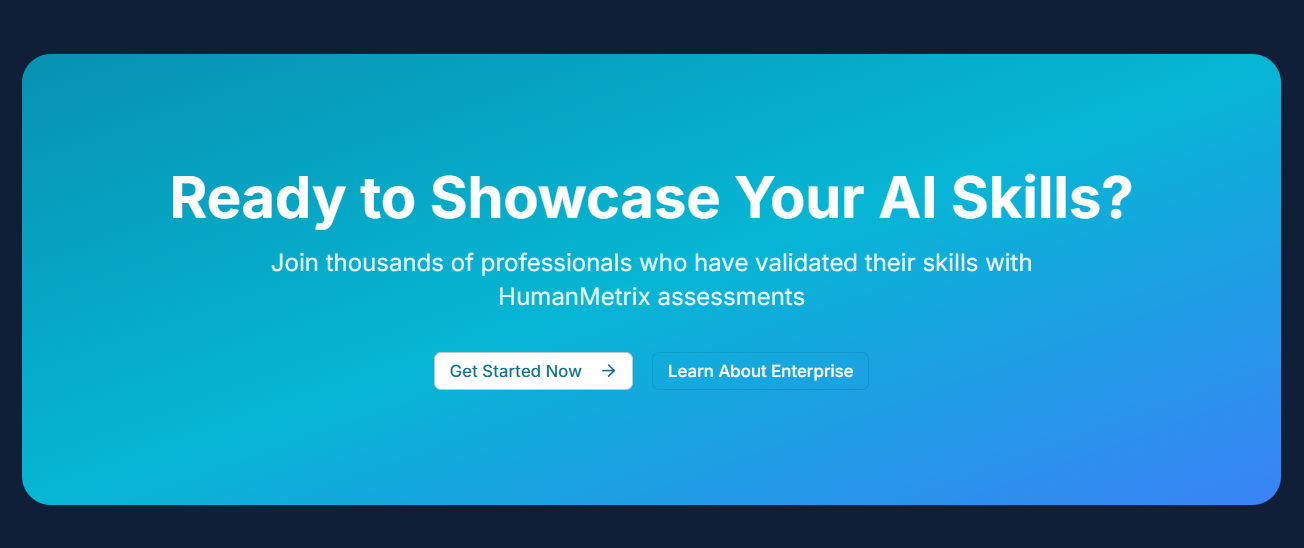 Ready to Showcase Your AI Skills?
Join thousands of professionals who have validated their skills with
HumanMetrix assessments
Get Started Now →
Learn About Enterprise